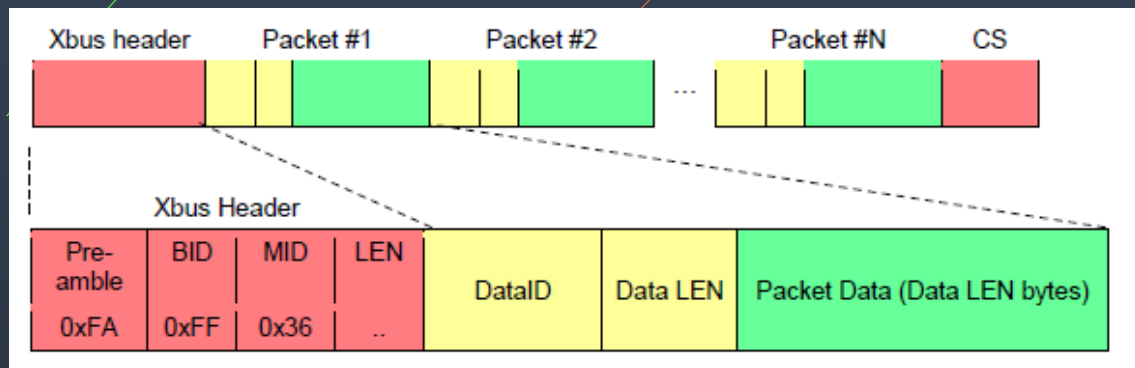 Xbus header Packet #1 Packet #2 Packet #N CS
...
Xbus Header
Pre-
amble BID MID LEN
DataID Data LEN Packet Data (Data LEN bytes)
0xFA 0xFF 0x36 ..